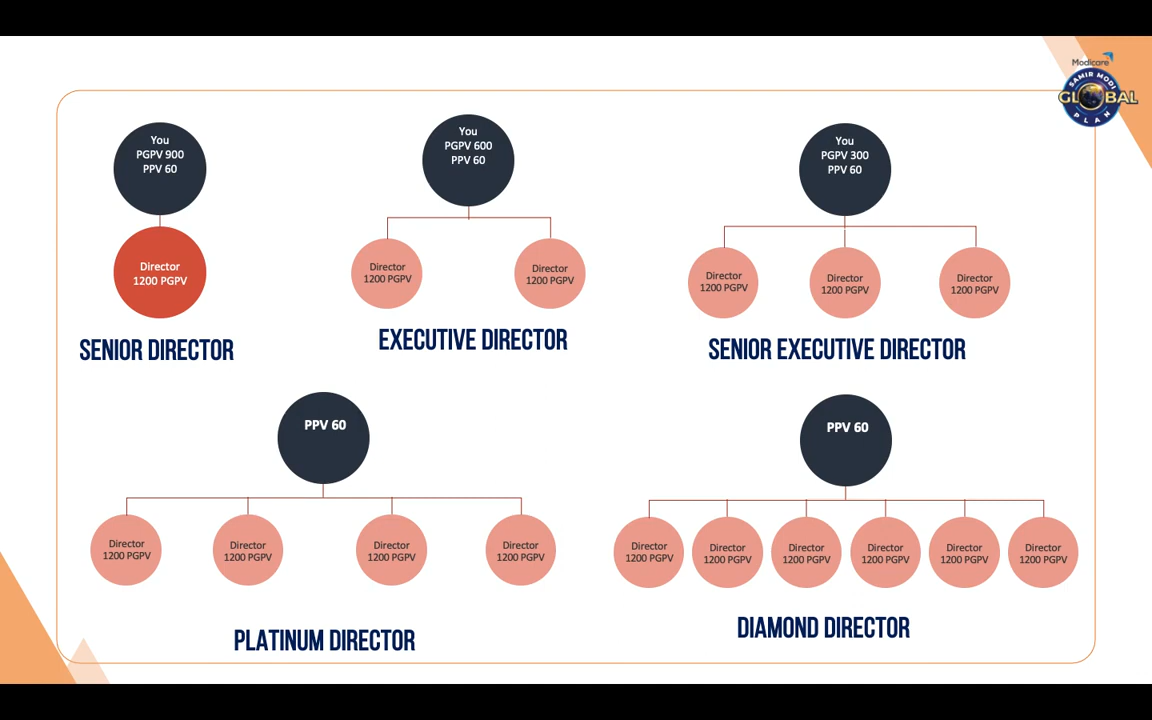 Modicare
SAMIR MODI
GLOBAL
PLAN
You
PGPV 900
PPV 60
Director
1200 PGPV
SENIOR DIRECTOR
You
PGPV 600
PPV 60
Director
1200 PGPV
Director
1200 PGPV
EXECUTIVE DIRECTOR
You
PGPV 300
PPV 60
Director
1200 PGPV
Director
1200 PGPV
Director
1200 PGPV
SENIOR EXECUTIVE DIRECTOR
PPV 60
Director
1200 PGPV
Director
1200 PGPV
Director
1200 PGPV
Director
1200 PGPV
PLATINUM DIRECTOR
PPV 60
Director
1200 PGPV
Director
1200 PGPV
Director
1200 PGPV
Director
1200 PGPV
Director
1200 PGPV
Director
1200 PGPV
DIAMOND DIRECTOR